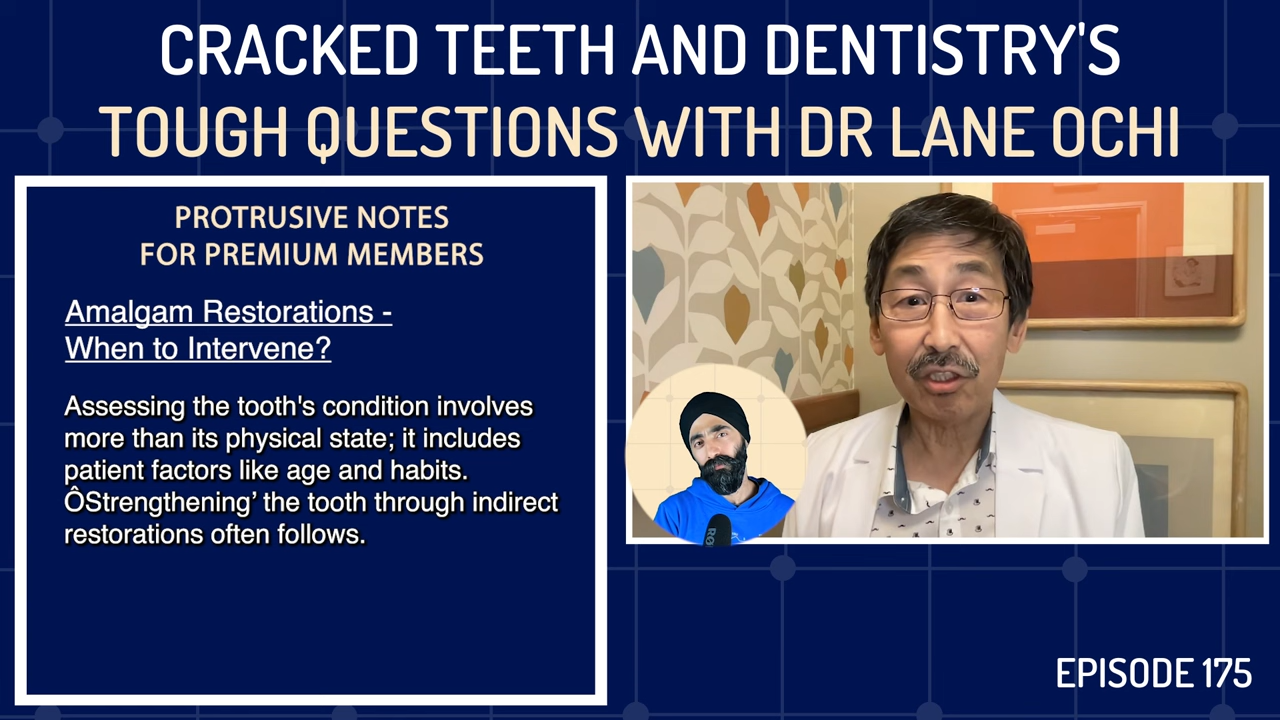 CRACKED TEETH AND DENTISTRY'S
TOUGH QUESTIONS WITH DR LANE OCHI
PROTRUSIVE NOTES
FOR PREMIUM MEMBERS
Amalgam Restorations -
When to Intervene?
Assessing the tooth's condition involves
more than its physical state; it includes
patient factors like age and habits.
ÔStrengthening’ the tooth through indirect
restorations often follows.
EPISODE 175